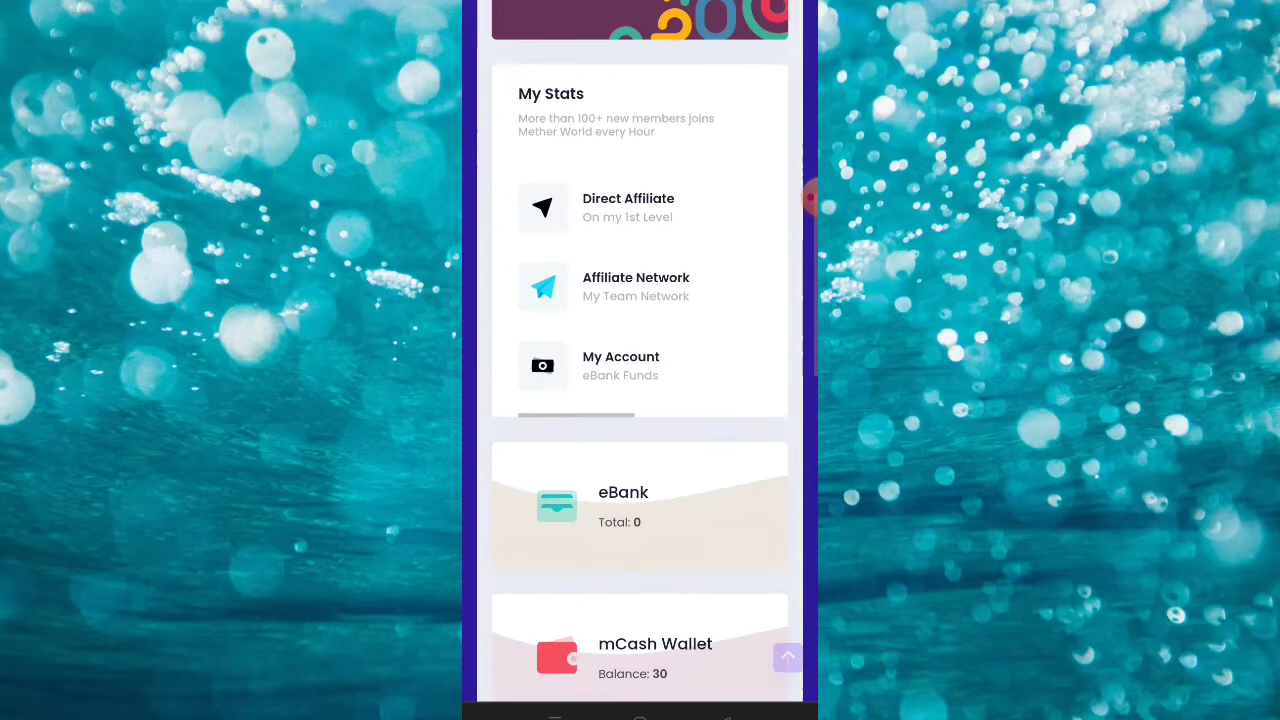 My Stats
More than 100+ new members joins
Mether World every Hour
Direct Affiliate
On my 1st Level
Affiliate Network
My Team Network
My Account
eBank Funds
eBank
Total: 0
mCash Wallet
Balance: 30